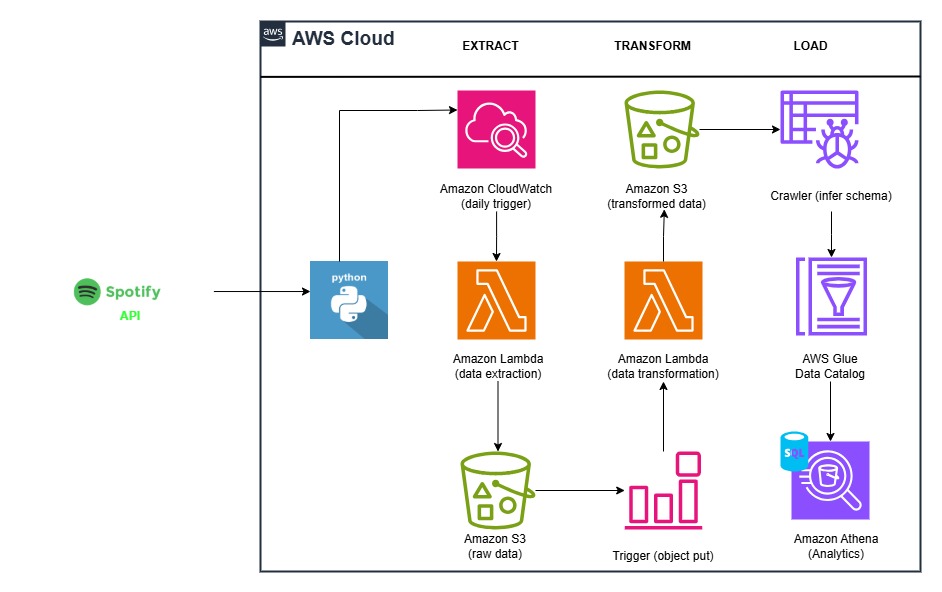 aws
AWS Cloud
EXTRACT
TRANSFORM
LOAD
Amazon CloudWatch
(daily trigger)
Amazon S3
(transformed data)
Crawler (infer schema)
Spotify
API
python
Amazon Lambda
(data extraction)
Amazon Lambda
(data transformation)
AWS Glue
Data Catalog
SQL
Amazon S3
(raw data)
Trigger (object put)
Amazon Athena
(Analytics)